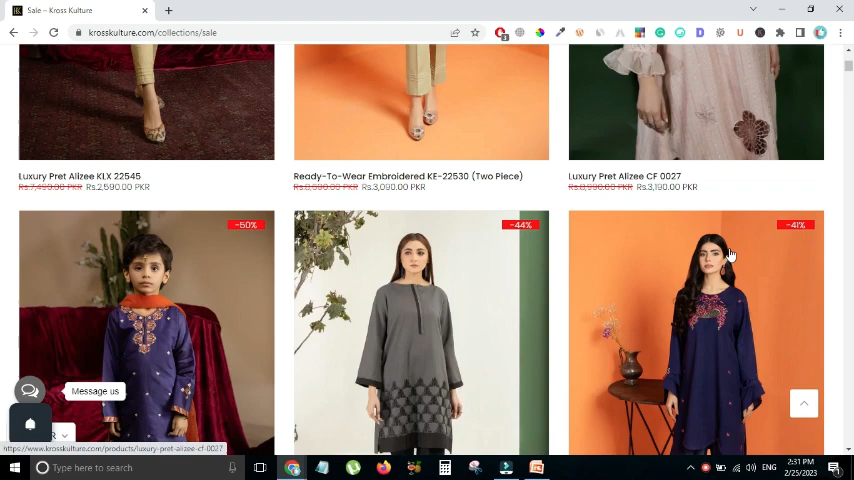 Sale – Kross Kulture
krosskulture.com/collections/sale
Luxury Pret Alizee KLX 22545
Rs.7,490.00 PKR Rs.2,590.00 PKR
Ready-To-Wear Embroidered KE-22530 (Two Piece)
Rs.8,690.00 PKR Rs.3,090.00 PKR
Luxury Pret Alizee CF 0027
Rs.8,990.00 PKR Rs.3,190.00 PKR
-50%
-44%
-41%
Message us
R
https://www.krosskulture.com/products/luxury-pret-alizee-cf-0027
Type here to search
ENG
2:31 PM
2/25/2023